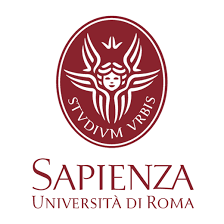 STVDIVM VRBIS
SAPIENZA
UNIVERSITÀ DI ROMA